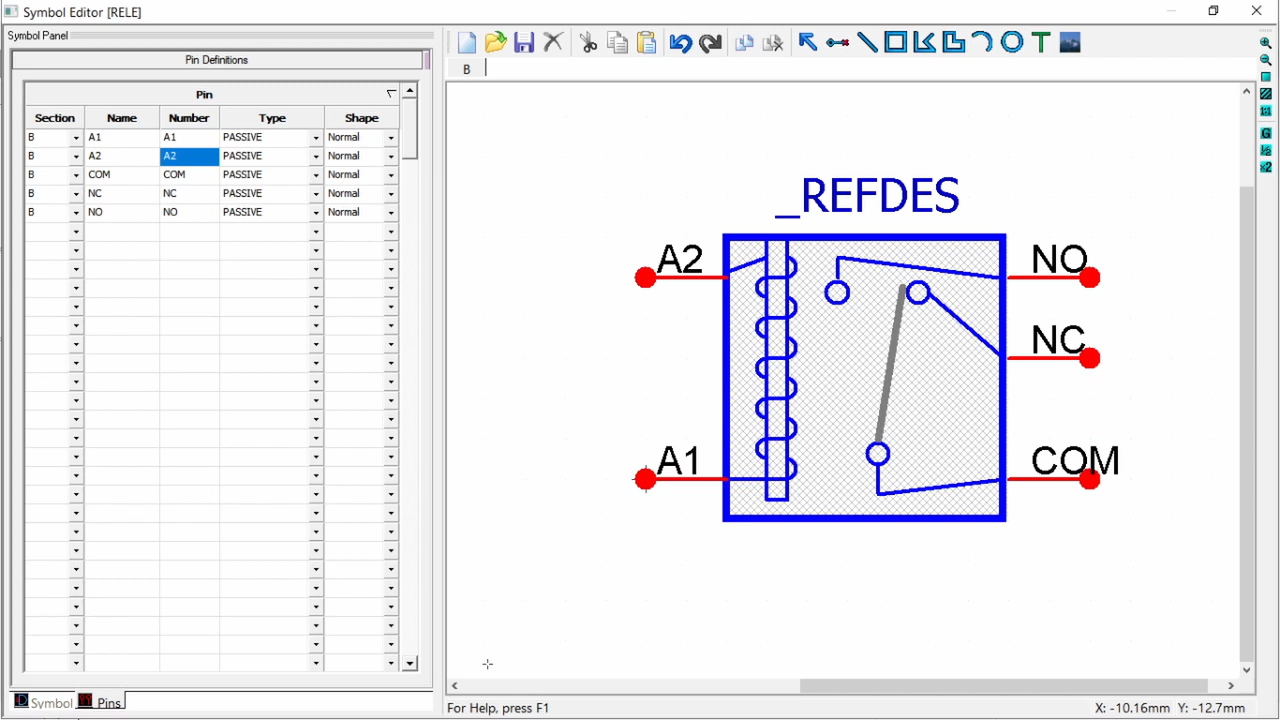 Symbol Editor [RELE]
Symbol Panel
Pin Definitions
B
Pin
Section Name Number Type Shape
B A1 A1 PASSIVE Normal
B A2 A2 PASSIVE Normal
B COM COM PASSIVE Normal
B NC NC PASSIVE Normal
B NO NO PASSIVE Normal
_REFDES
A2 NO
NC
A1 COM
Symbol Pins
For Help, press F1
X: -10.16mm Y: -12.7mm